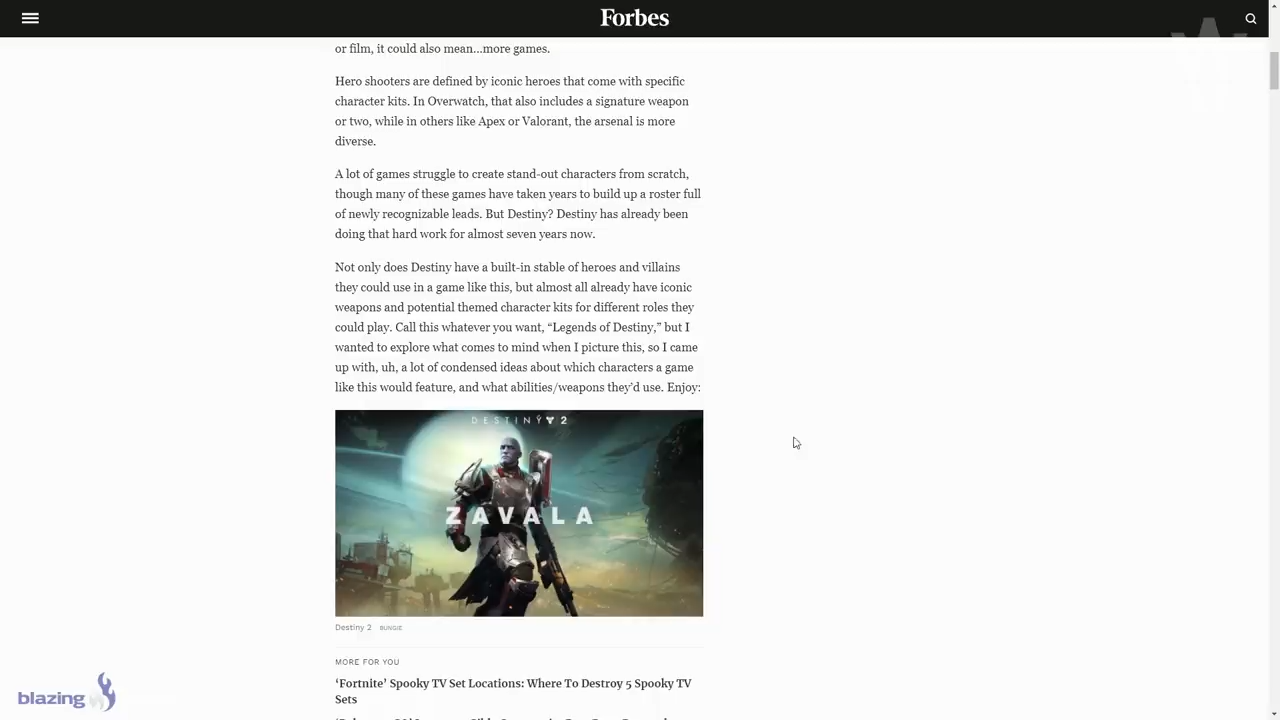 Forbes
or film, it could also mean…more games.
Hero shooters are defined by iconic heroes that come with specific
character kits. In Overwatch, that also includes a signature weapon
or two, while in others like Apex or Valorant, the arsenal is more
diverse.
A lot of games struggle to create stand-out characters from scratch,
though many of these games have taken years to build up a roster full
of newly recognizable leads. But Destiny? Destiny has already been
doing that hard work for almost seven years now.
Not only does Destiny have a built-in stable of heroes and villains
they could use in a game like this, but almost all already have iconic
weapons and potential themed character kits for different roles they
could play. Call this whatever you want, “Legends of Destiny,” but I
wanted to explore what comes to mind when I picture this, so I came
up with, uh, a lot of condensed ideas about which characters a game
like this would feature, and what abilities/weapons they’d use. Enjoy:
DESTINY 2
ZAVALA
Destiny 2 BUNGIE
MORE FOR YOU
‘Fortnite’ Spooky TV Set Locations: Where To Destroy 5 Spooky TV
Sets
blazing